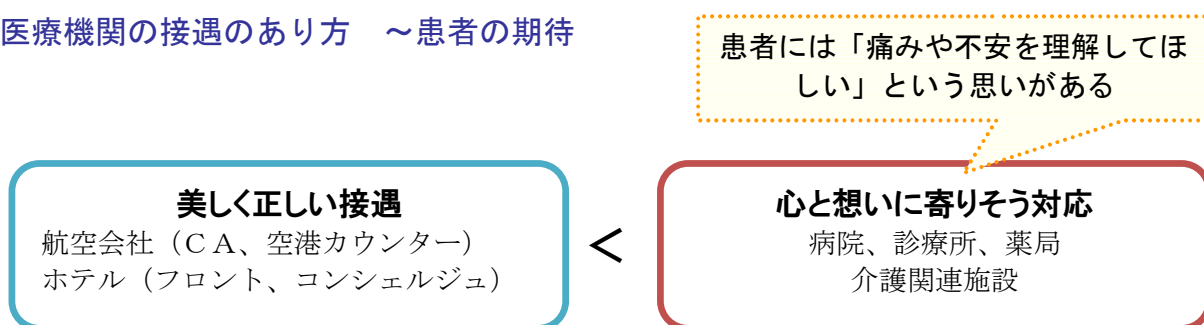 医療機関の接遇のあり方　～患者の期待
患者には「痛みや不安を理解してほ
しい」という思いがある
美しく正しい接遇
航空会社（ＣＡ、空港カウンター）
ホテル（フロント、コンシェルジュ）
＜
心と想いに寄りそう対応
病院、診療所、薬局
介護関連施設